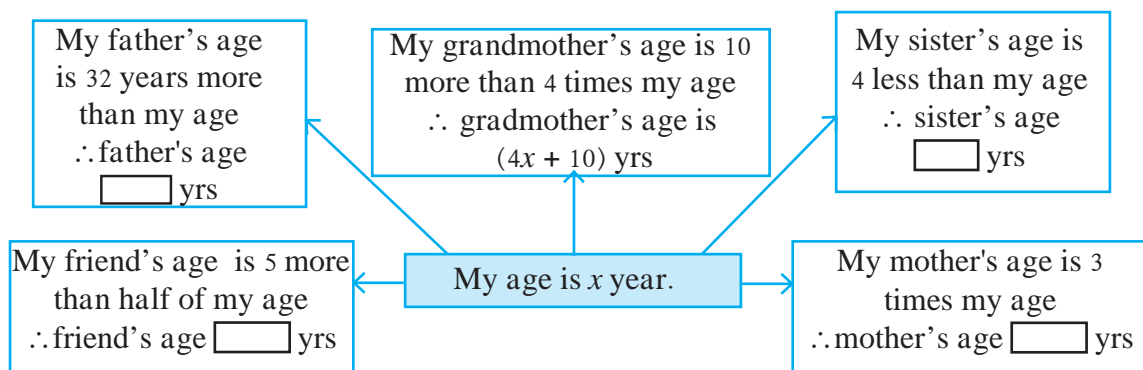 My father’s age
is 32 years more
than my age
∴father's age
yrs
My grandmother’s age is 10
more than 4 times my age
∴ gradmother’s age is
(4x + 10) yrs
My sister’s age is
4 less than my age
∴ sister’s age
yrs
My friend’s age is 5 more
than half of my age
∴friend’s age yrs
My age is x year.
My mother's age is 3
times my age
∴mother’s age yrs